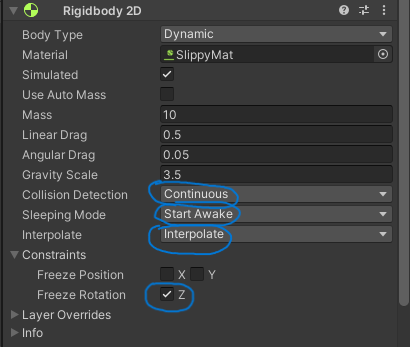 Rigidbody 2D
Body Type Dynamic
Material SlippyMat
Simulated
Use Auto Mass
Mass 10
Linear Drag 0.5
Angular Drag 0.05
Gravity Scale 3.5
Collision Detection Continuous
Sleeping Mode Start Awake
Interpolate Interpolate
Constraints
Freeze Position X Y
Freeze Rotation Z
Layer Overrides
Info